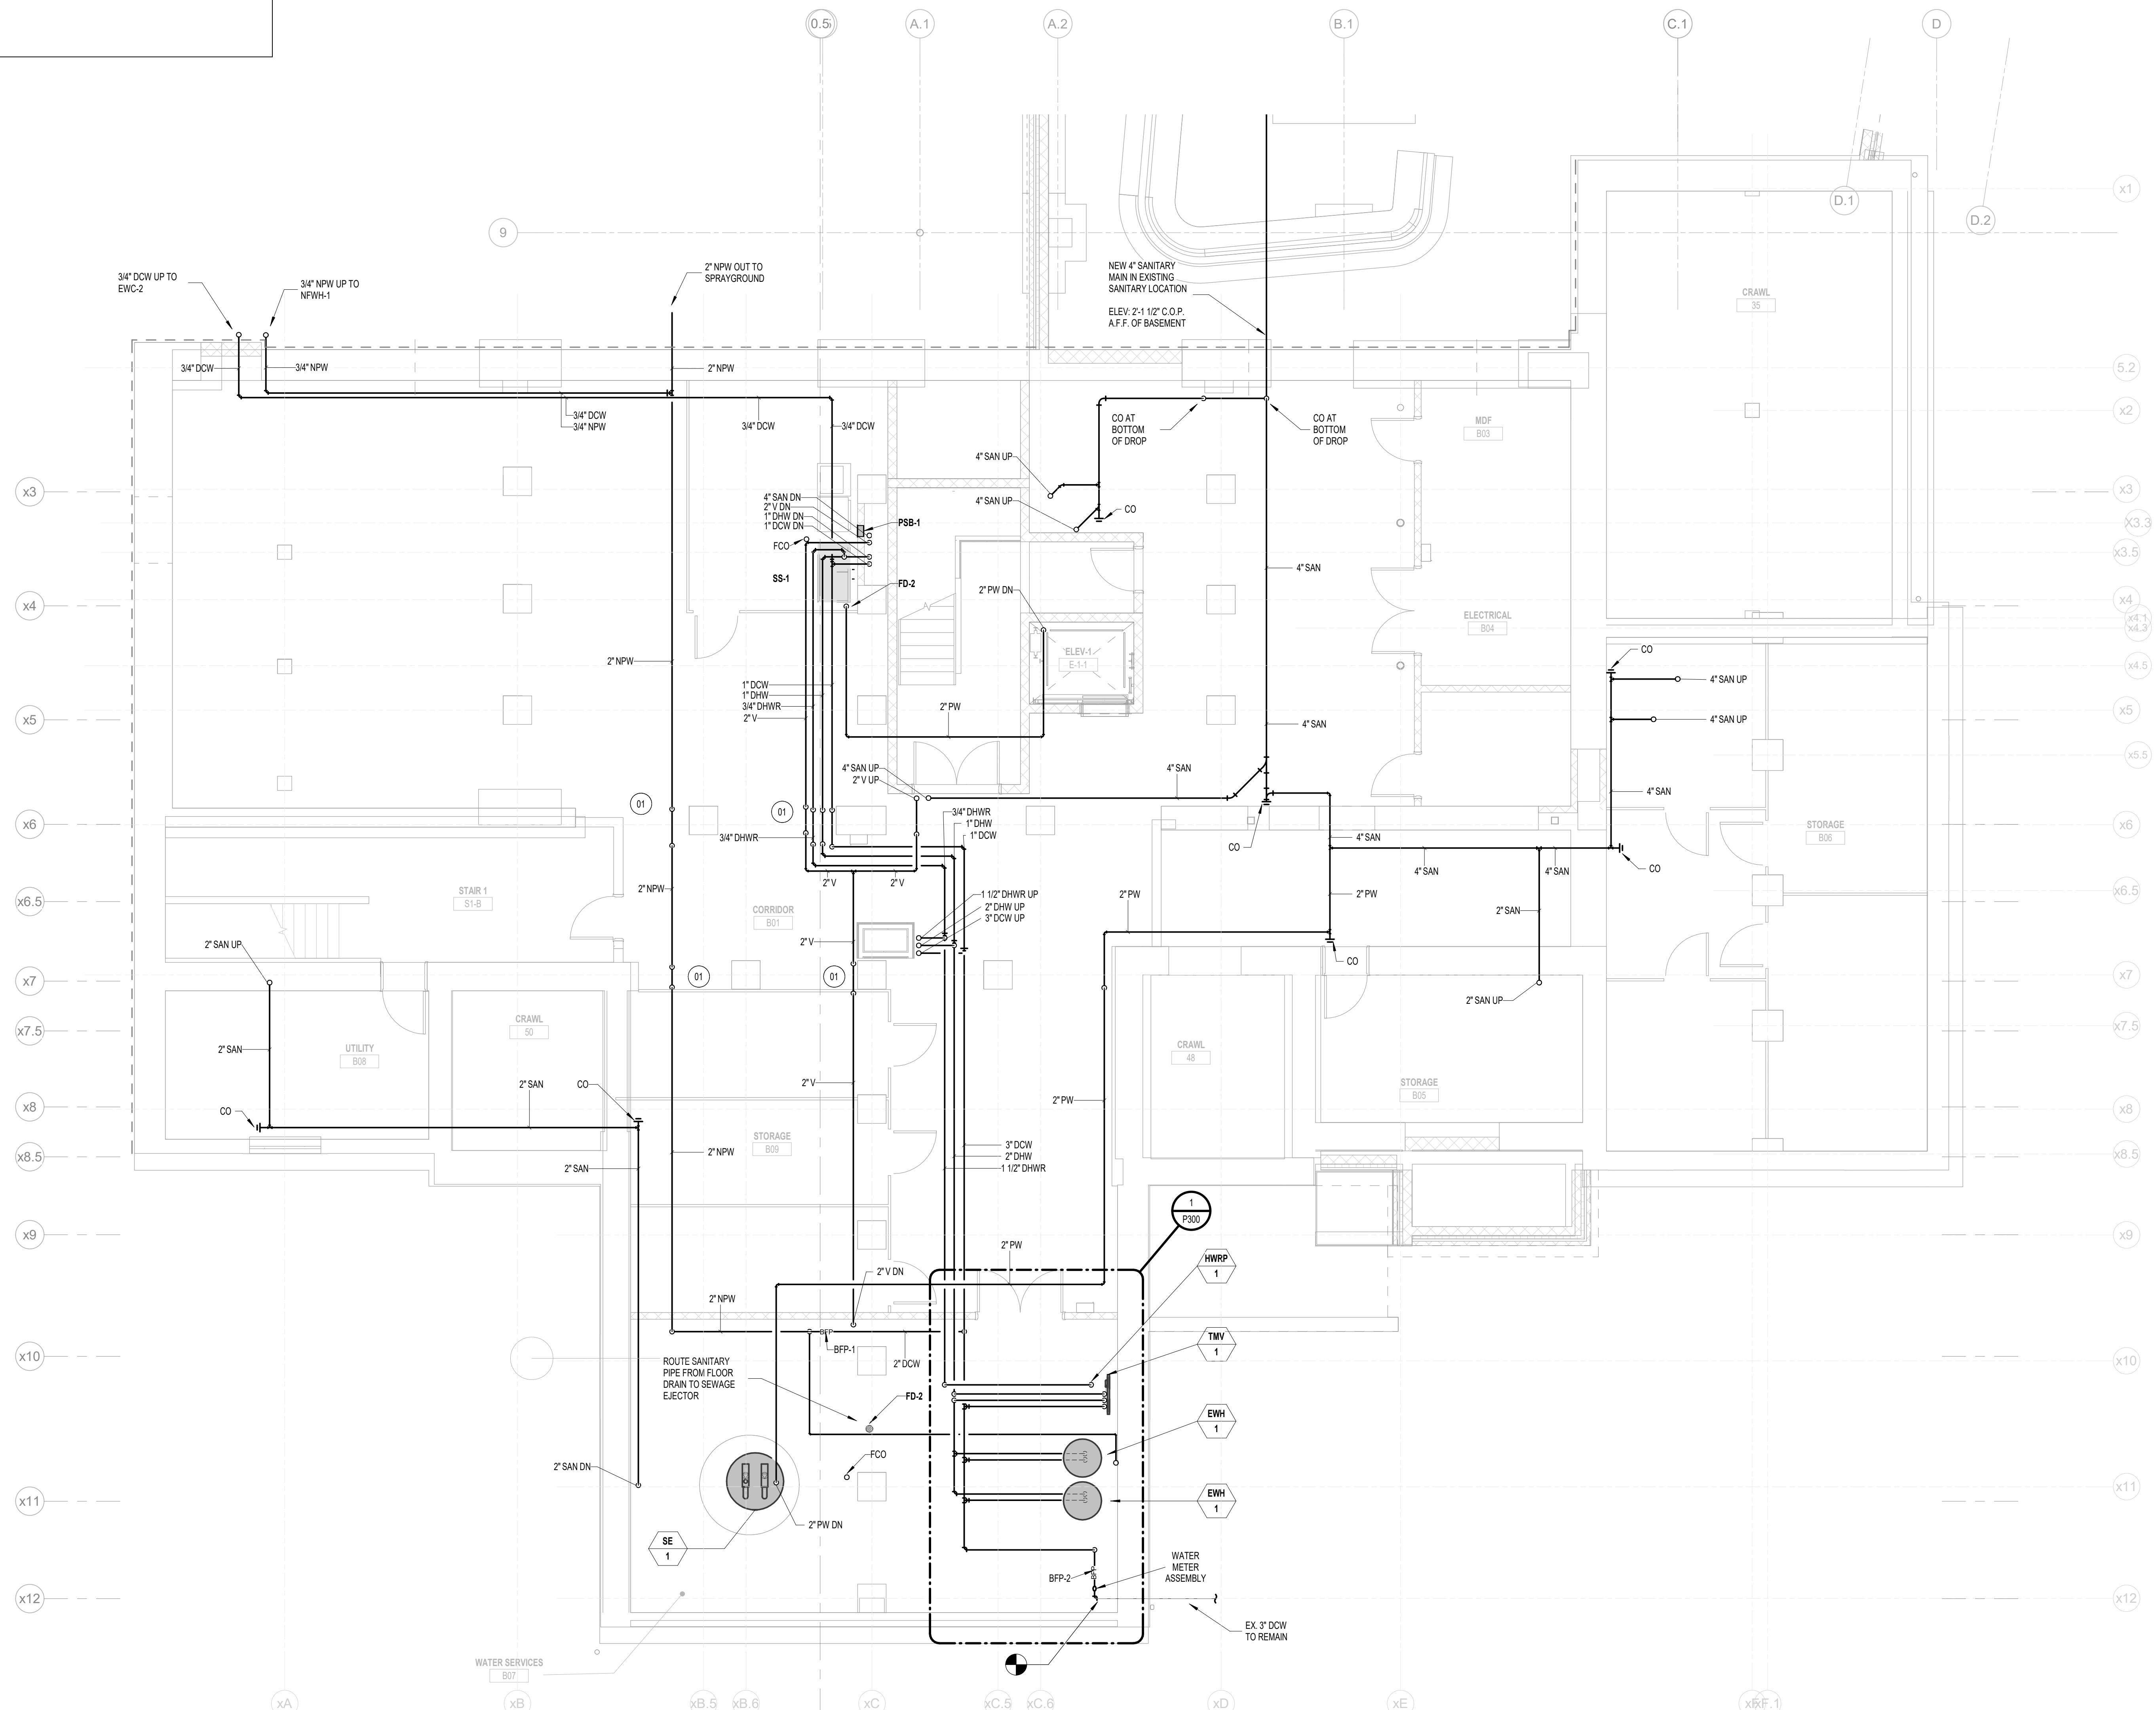 0.5
A.1
A.2
B.1
C.1
D
x1
D.1
D.2
9
3/4" DCW UP TO
EWC-2
3/4" NPW UP TO
NFWH-1
2" NPW OUT TO
SPRAYGROUND
NEW 4" SANITARY
MAIN IN EXISTING
SANITARY LOCATION
ELEV: 2'-1 1/2" C.O.P.
A.F.F. OF BASEMENT
CRAWL
35
3/4" DCW
3/4" NPW
2" NPW
5.2
3/4" DCW
3/4" NPW
3/4" DCW
3/4" DCW
CO AT
BOTTOM
OF DROP
CO AT
BOTTOM
OF DROP
MDF
B03
x2
4" SAN UP
x3
x3
4" SAN DN
2" V DN
1" DHW DN
1" DCW DN
PSB-1
4" SAN UP
CO
X3.3
FCO
x3.5
SS-1
FD-2
4" SAN
2" PW DN
x4
x4
x4.1
x4.3
ELECTRICAL
B04
2" NPW
ELEV-1
E-1-1
CO
x4.5
4" SAN UP
1" DCW
1" DHW
3/4" DHWR
2" V
2" PW
x5
4" SAN
4" SAN UP
x5
x5.5
4" SAN UP
2" V UP
4" SAN
4" SAN
01
01
3/4" DHWR
1" DHW
1" DCW
x6
STORAGE
B06
x6
3/4" DHWR
CO
4" SAN
4" SAN
4" SAN
CO
2" V
2" V
2" NPW
STAIR 1
S1-B
x6.5
1 1/2" DHWR UP
2" DHW UP
3" DCW UP
2" PW
2" PW
x6.5
CORRIDOR
B01
2" SAN
2" SAN UP
2" V
CO
x7
01
01
x7
2" SAN UP
CRAWL
50
x7.5
x7.5
2" SAN
UTILITY
B08
CRAWL
48
2" SAN
CO
2" V
STORAGE
B05
2" PW
x8
CO
x8
STORAGE
B09
2" NPW
3" DCW
2" DHW
1 1/2" DHWR
x8.5
2" SAN
x8.5
1
P300
x9
x9
2" PW
HWRP
1
2" V DN
2" NPW
TMV
1
BFP
BFP-1
x10
2" DCW
x10
ROUTE SANITARY
PIPE FROM FLOOR
DRAIN TO SEWAGE
EJECTOR
FD-2
EWH
1
FCO
2" SAN DN
x11
EWH
1
x11
2" PW DN
SE
1
WATER
METER
ASSEMBLY
BFP-2
x12
x12
EX. 3" DCW
TO REMAIN
WATER SERVICES
B07
xA
xB
xB.5
xB.6
xC
xC.5
xC.6
xD
xE
xF.1